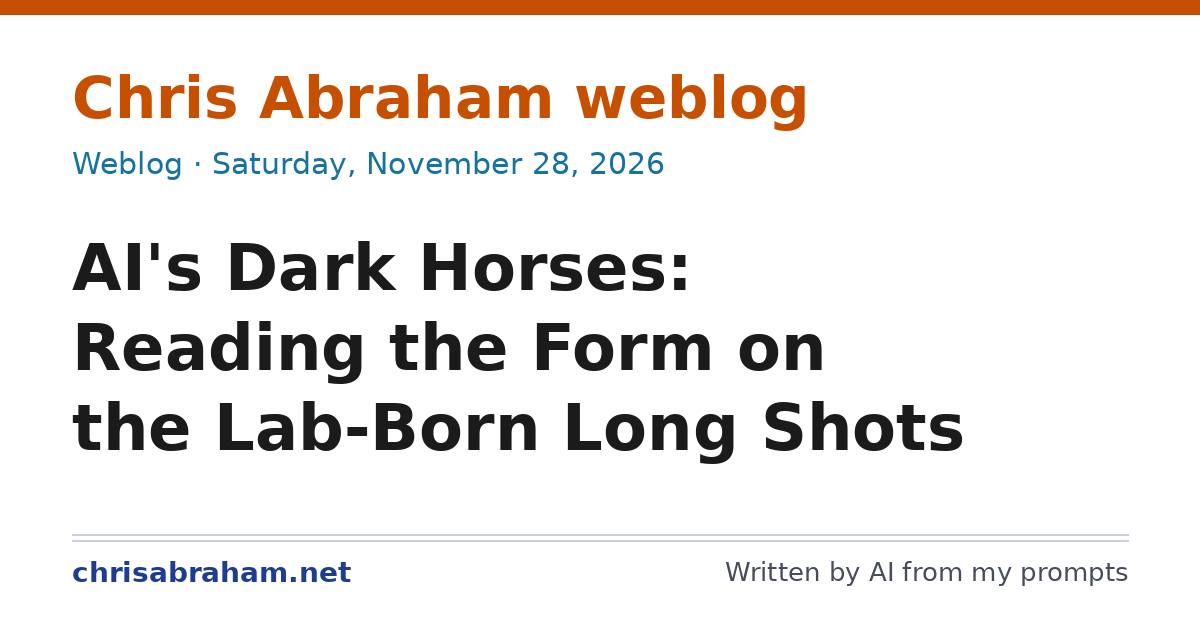 Chris Abraham weblog
Weblog · Saturday, November 28, 2026
AI's Dark Horses:
Reading the Form on
the Lab-Born Long Shots
chrisabraham.net
Written by AI from my prompts